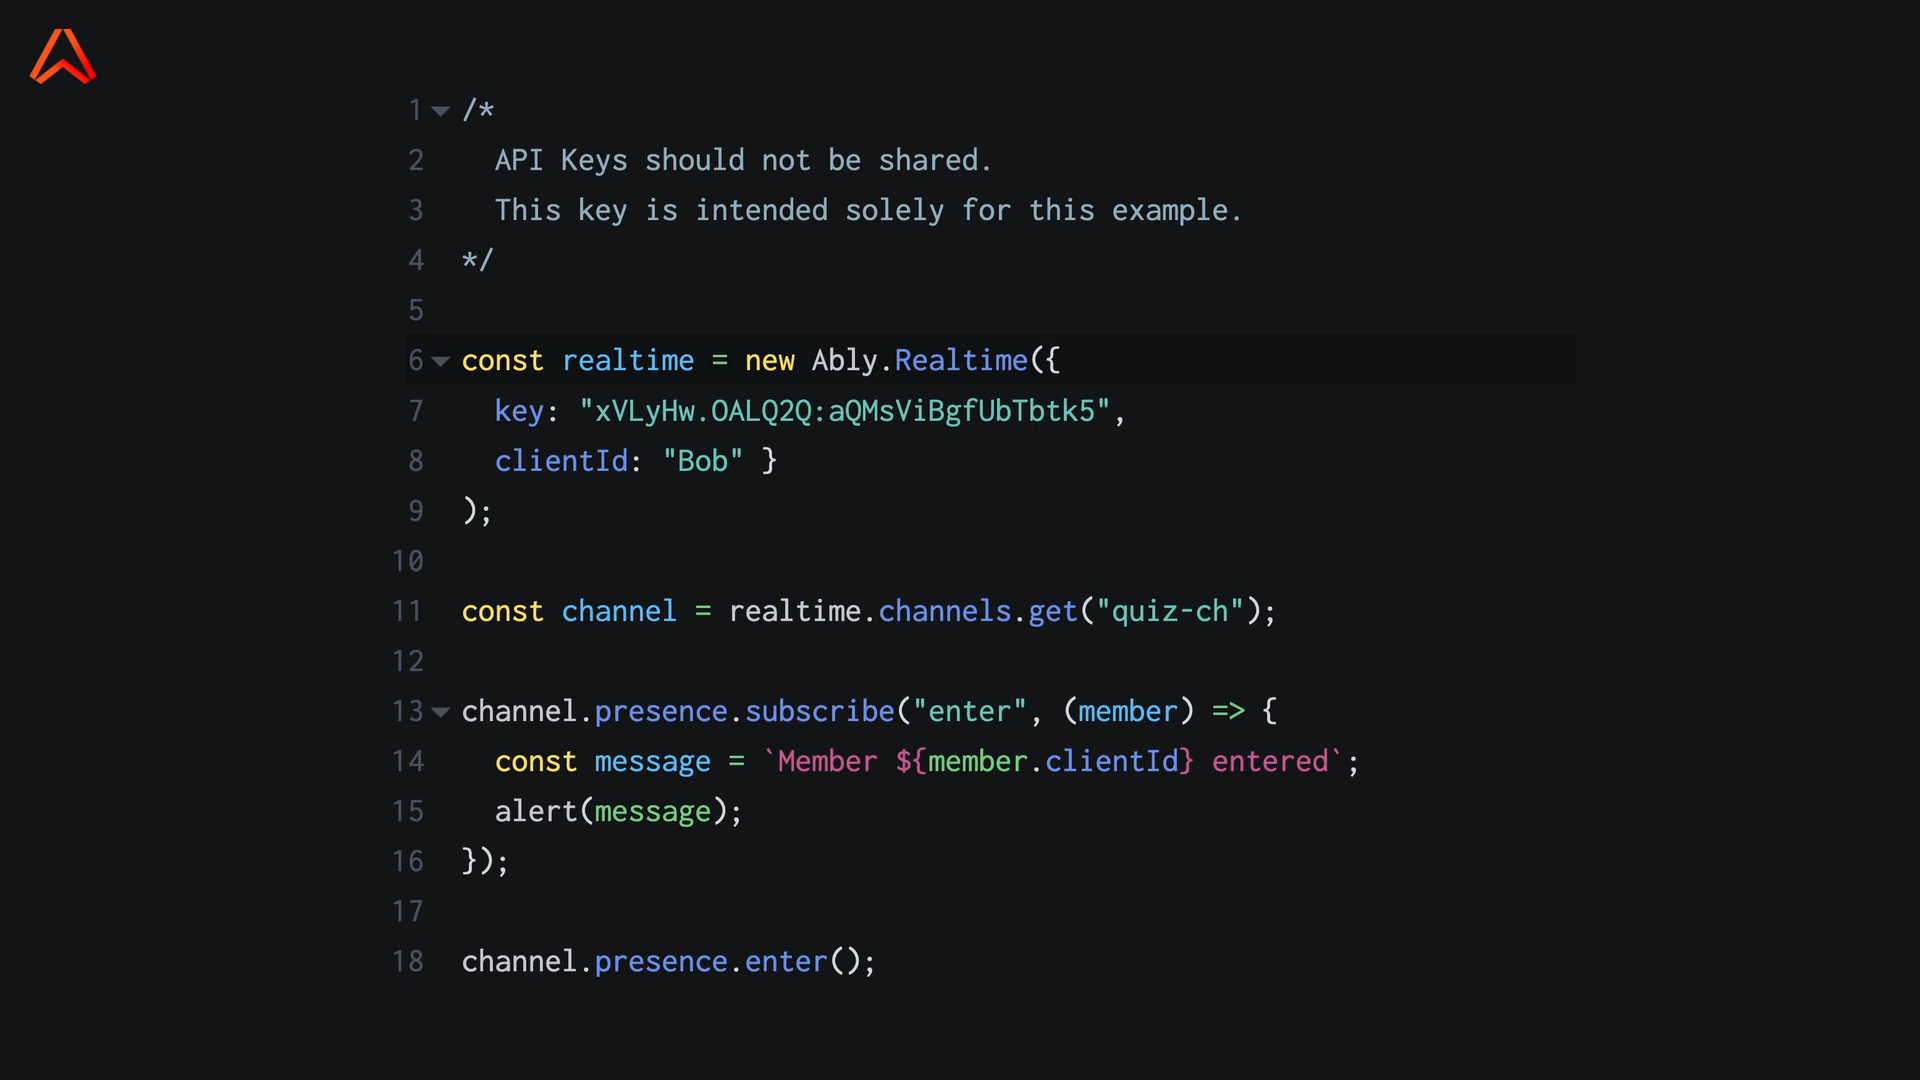 1 /*
2 API Keys should not be shared.
3 This key is intended solely for this example.
4 */
5
6 const realtime = new Ably.Realtime({
7 key: "xVLyHw.OALQ2Q:aQMsViBgfUbTbtk5",
8 clientId: "Bob" }
9 );
10
11 const channel = realtime.channels.get("quiz-ch");
12
13 channel.presence.subscribe("enter", (member) => {
14 const message = `Member ${member.clientId} entered`;
15 alert(message);
16 });
17
18 channel.presence.enter();